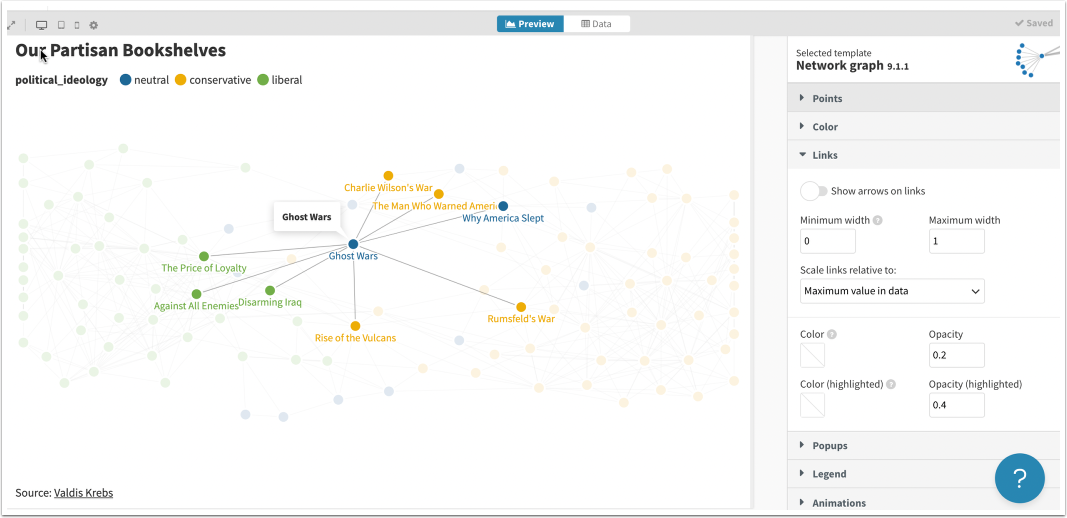 Preview
Data
Saved
Our Partisan Bookshelves
political_ideology neutral conservative liberal
Charlie Wilson's War
The Man Who Warned Ameri
Why America Slept
Ghost Wars
Ghost Wars
The Price of Loyalty
Against All Enemies
Disarming Iraq
Rumsfeld's War
Rise of the Vulcans
Source: Valdis Krebs
Selected template
Network graph 9.1.1
Points
Color
Links
Show arrows on links
Minimum width ?
Maximum width
0
1
Scale links relative to:
Maximum value in data
Color ?
Opacity
0.2
Color (highlighted) ?
Opacity (highlighted)
0.4
Popups
Legend
Animations
?